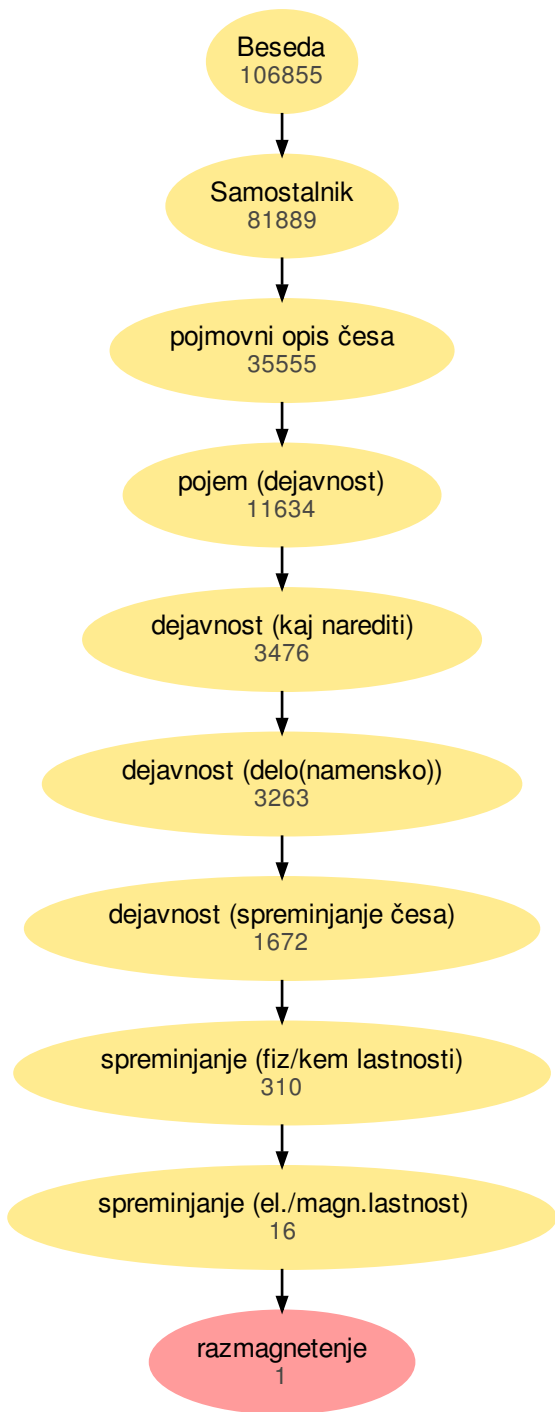 Beseda
106855
Samostalnik
81889
pojmovni opis česa
35555
pojem (dejavnost)
11634
dejavnost (kaj narediti)
3476
dejavnost (delo(namensko))
3263
dejavnost (spreminjanje česa)
1672
spreminjanje (fiz/kem lastnosti)
310
spreminjanje (el./magn.lastnost)
16
razmagnetenje
1